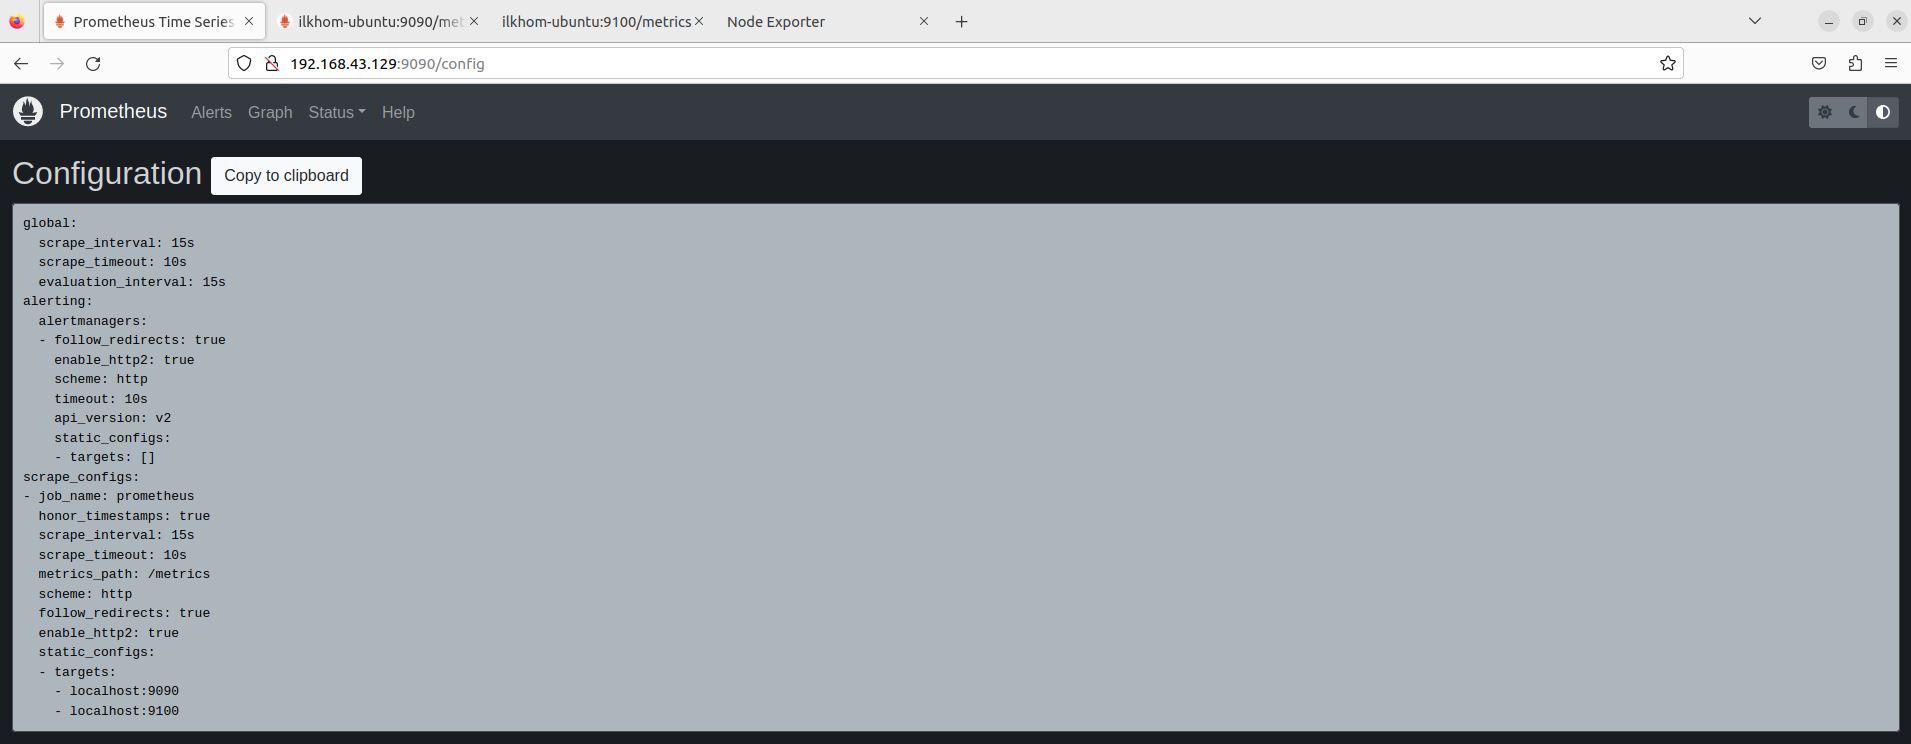 Prometheus Time Series
ilkhom-ubuntu:9090/met
ilkhom-ubuntu:9100/metrics
Node Exporter
192.168.43.129:9090/config
Prometheus Alerts Graph Status Help
Configuration Copy to clipboard
global:
  scrape_interval: 15s
  scrape_timeout: 10s
  evaluation_interval: 15s
alerting:
  alertmanagers:
  - follow_redirects: true
    enable_http2: true
    scheme: http
    timeout: 10s
    api_version: v2
    static_configs:
    - targets: []
scrape_configs:
- job_name: prometheus
  honor_timestamps: true
  scrape_interval: 15s
  scrape_timeout: 10s
  metrics_path: /metrics
  scheme: http
  follow_redirects: true
  enable_http2: true
  static_configs:
  - targets:
    - localhost:9090
    - localhost:9100